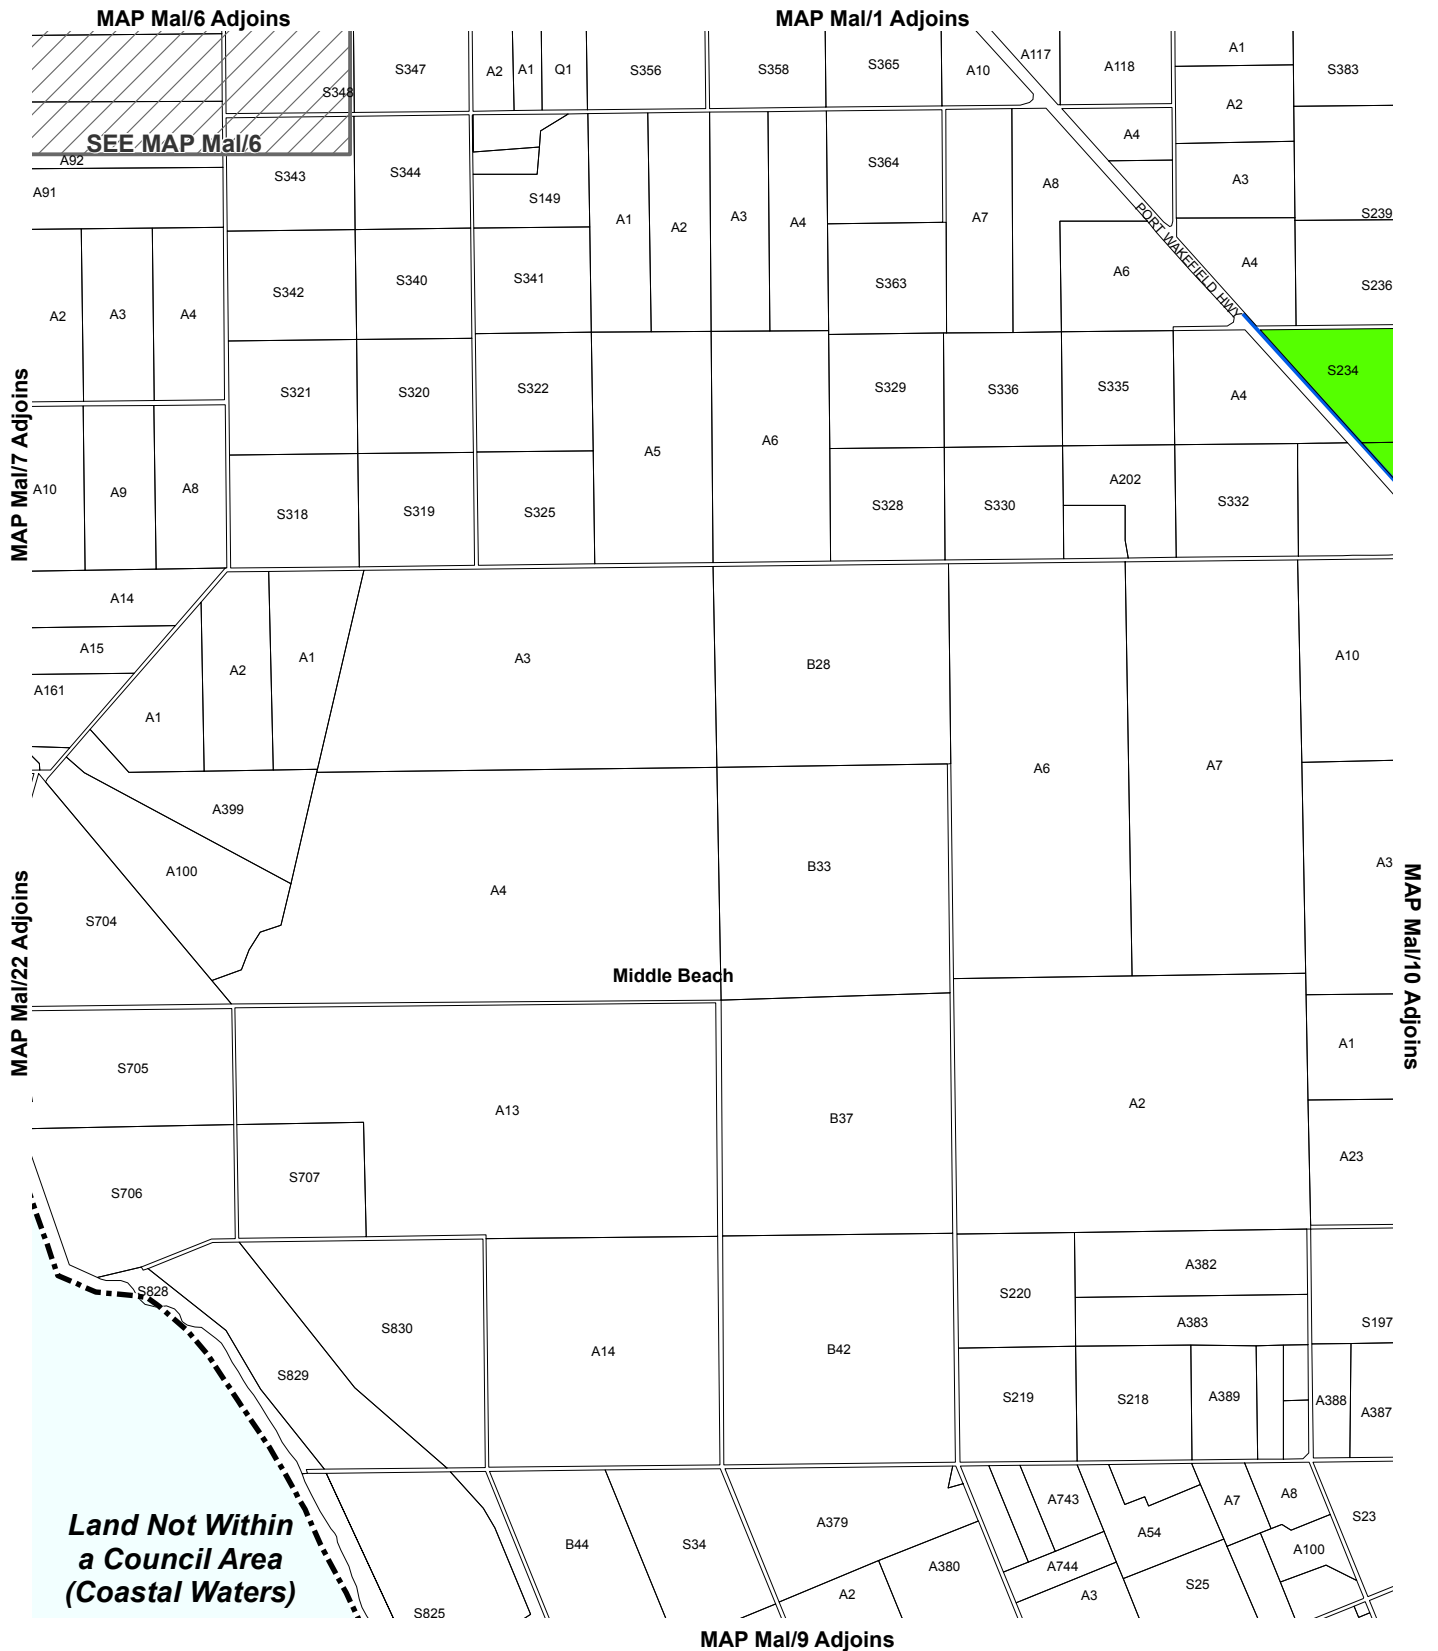 MAP Mal/6 Adjoins
MAP Mal/1 Adjoins
S347
A2
A1
Q1
S356
S358
S365
A10
A117
A118
A1
S383
S348
A2
SEE MAP Mal/6
A92
A91
S343
S344
S149
S364
A8
A4
A3
S239
A1
A2
A3
A4
A7
PORT WAKEFIELD HWY
A2
A3
A4
S342
S340
S341
S363
A6
A4
S236
MAP Mal/7 Adjoins
S321
S320
S322
S329
S336
S335
A4
S234
A5
A6
A10
A9
A8
S318
S319
S325
S328
S330
A202
S332
A14
A15
A161
A1
A2
A1
A3
B28
A10
A6
A7
A399
A100
A4
B33
A3
S704
MAP Mal/22 Adjoins
MAP Mal/10 Adjoins
Middle Beach
S705
A13
B37
A2
A1
A23
S706
S707
S828
S829
S830
A14
B42
S220
A382
A383
S197
S219
S218
A389
A388
A387
Land Not Within
a Council Area
(Coastal Waters)
S825
B44
S34
A379
A2
A380
A743
A744
A3
A54
S25
A7
A8
A100
S23
MAP Mal/9 Adjoins